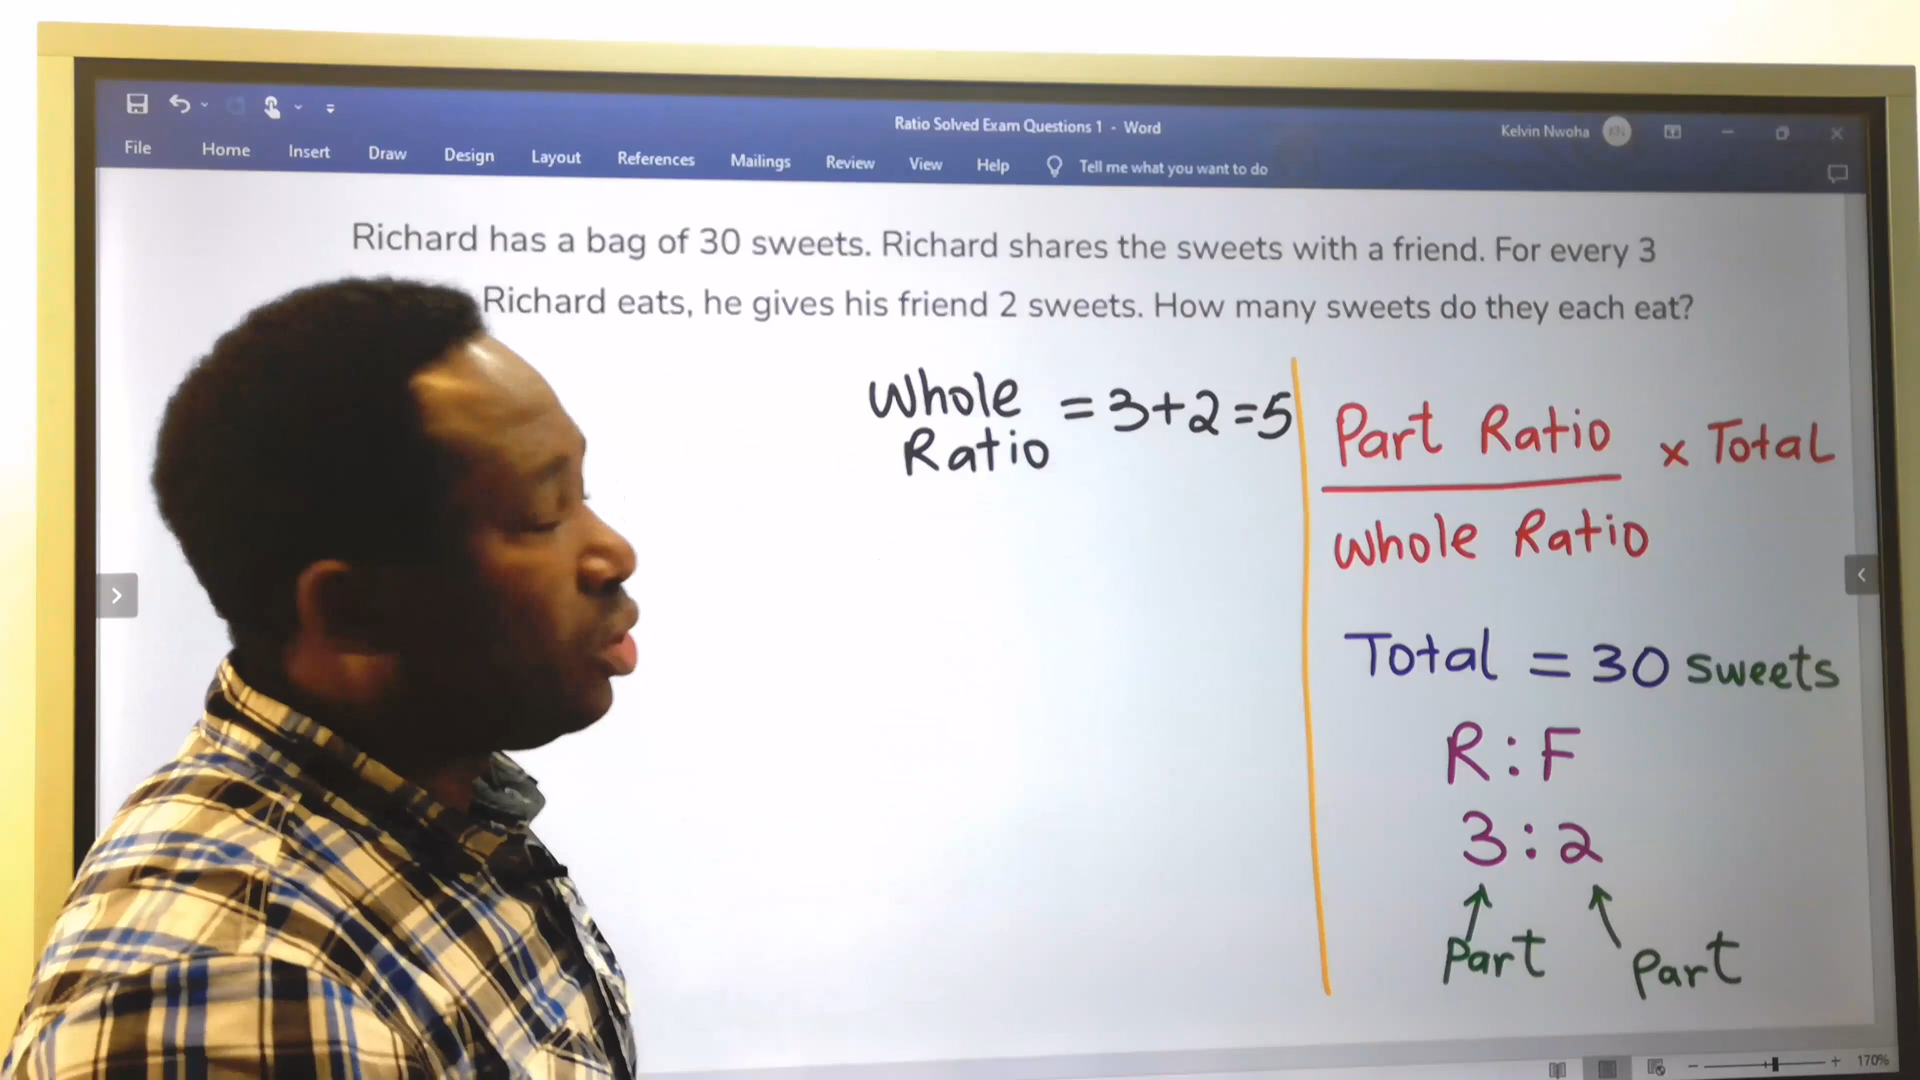 Ratio Solved Exam Questions 1 - Word
Kelvin Nwoha
KN
File Home Insert Draw Design Layout References Mailings Review View Help Tell me what you want to do
Richard has a bag of 30 sweets. Richard shares the sweets with a friend. For every 3
Richard eats, he gives his friend 2 sweets. How many sweets do they each eat?
Whole Ratio = 3+2=5
Part Ratio x Total
Whole Ratio
Total = 30 sweets
R : F
3 : 2
Part Part
170%